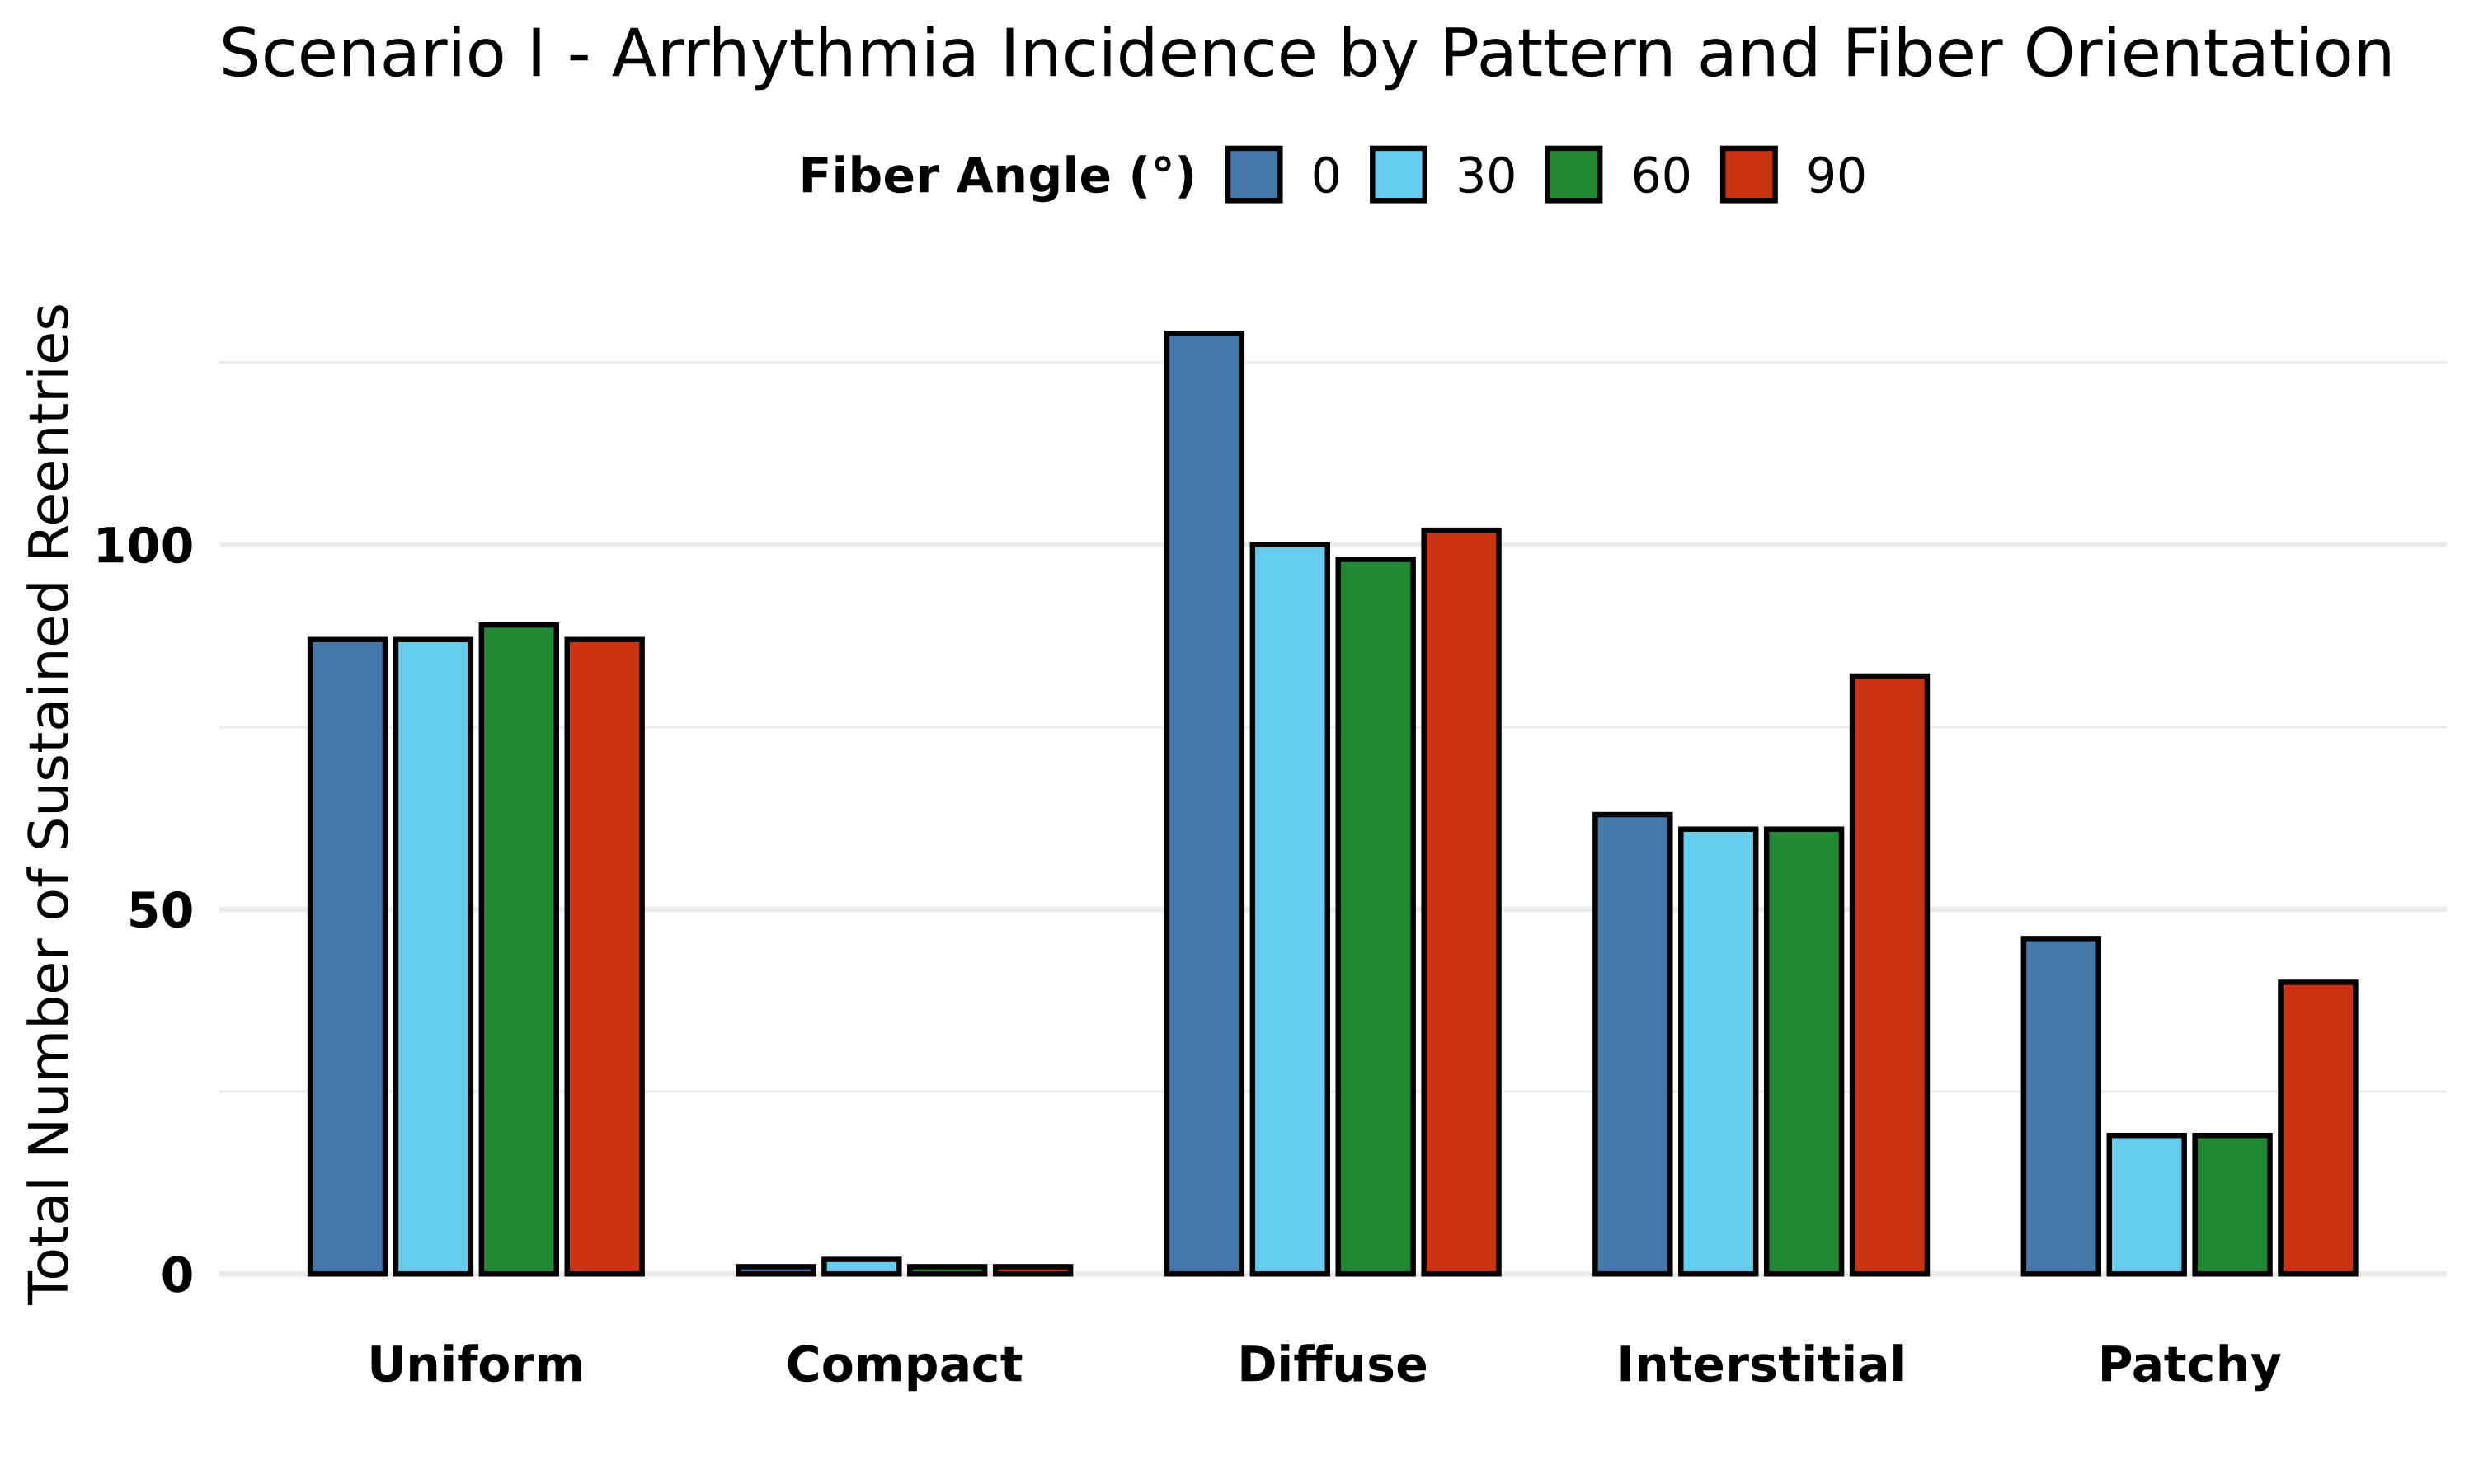 Scenario I - Arrhythmia Incidence by Pattern and Fiber Orientation
Fiber Angle (°) 0 30 60 90
Total Number of Sustained Reentries
100
50
0
Uniform Compact Diffuse Interstitial Patchy